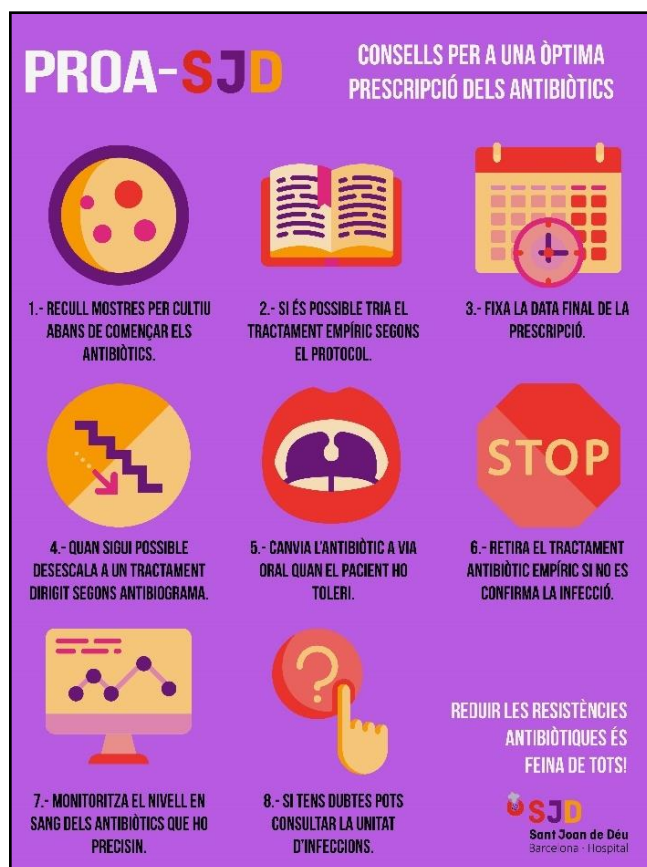 PROA-SJD
CONSELLS PER A UNA ÒPTIMA
PRESCRIPCIÓ DELS ANTIBIÒTICS
1.- RECULL MOSTRES PER CULTIU
ABANS DE COMENÇAR ELS
ANTIBIÒTICS.
2.- SI ÉS POSSIBLE TRIA EL
TRACTAMENT EMPÍRIC SEGONS
EL PROTOCOL.
3.- FIXA LA DATA FINAL DE LA
PRESCRIPCIÓ.
4.- QUAN SIGUI POSSIBLE
DESESCALA A UN TRACTAMENT
DIRIGIT SEGONS ANTIBIOGRAMA.
5.- CANVIA L'ANTIBIÒTIC A VIA
ORAL QUAN EL PACIENT HO
TOLERI.
STOP
6.- RETIRA EL TRACTAMENT
ANTIBIÒTIC EMPÍRIC SI NO ES
CONFIRMA LA INFECCIÓ.
7.- MONITORITZA EL NIVELL EN
SANG DELS ANTIBIÒTICS QUE HO
PRECISIN.
8.- SI TENS DUBTES POTS
CONSULTAR LA UNITAT
D'INFECCIONS.
REDUIR LES RESISTÈNCIES
ANTIBIÒTIQUES ÉS
FEINA DE TOTS!
SJD
Sant Joan de Déu
Barcelona · Hospital